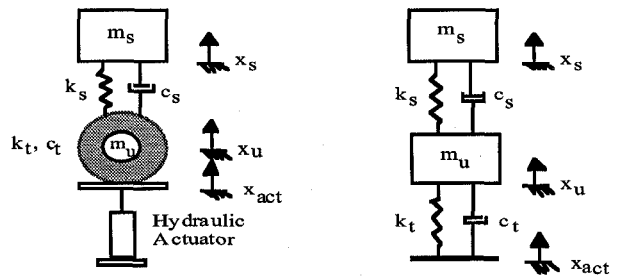 m_s
x_s
k_s
c_s
k_t, c_t
m_u
x_u
x_act
Hydraulic
Actuator
m_s
x_s
k_s
c_s
m_u
x_u
k_t
c_t
x_act